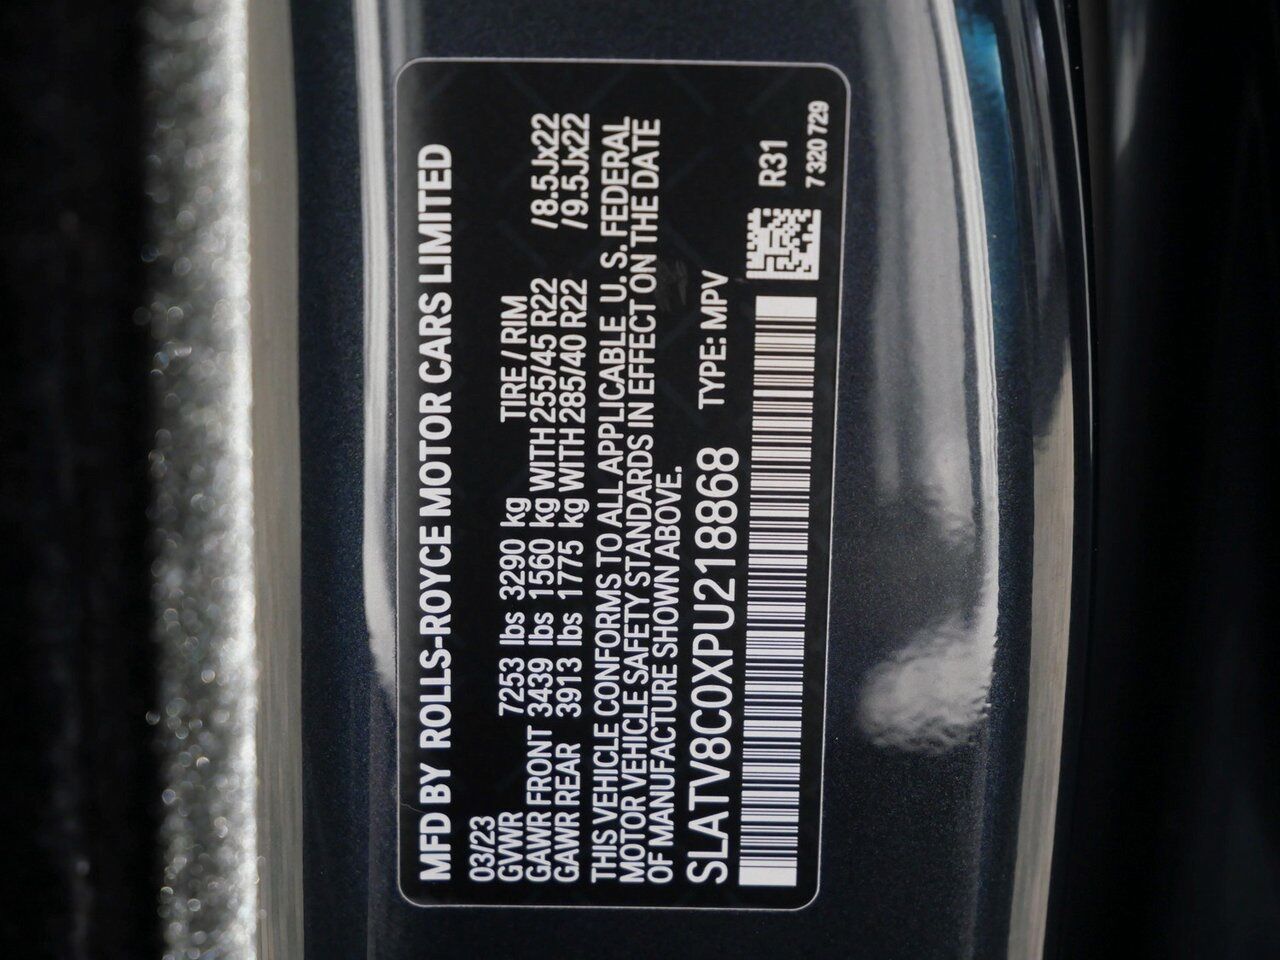 MFD BY ROLLS-ROYCE MOTOR CARS LIMITED
03/23
GVWR 7253 lbs 3290 kg TIRE / RIM
GAWR FRONT 3439 lbs 1560 kg WITH 255/45 R22 /8.5Jx22
GAWR REAR 3913 lbs 1775 kg WITH 285/40 R22 /9.5Jx22
THIS VEHICLE CONFORMS TO ALL APPLICABLE U. S. FEDERAL
MOTOR VEHICLE SAFETY STANDARDS IN EFFECT ON THE DATE
OF MANUFACTURE SHOWN ABOVE.
SLATV8C0XPU218868 TYPE: MPV
R31
7 320 729